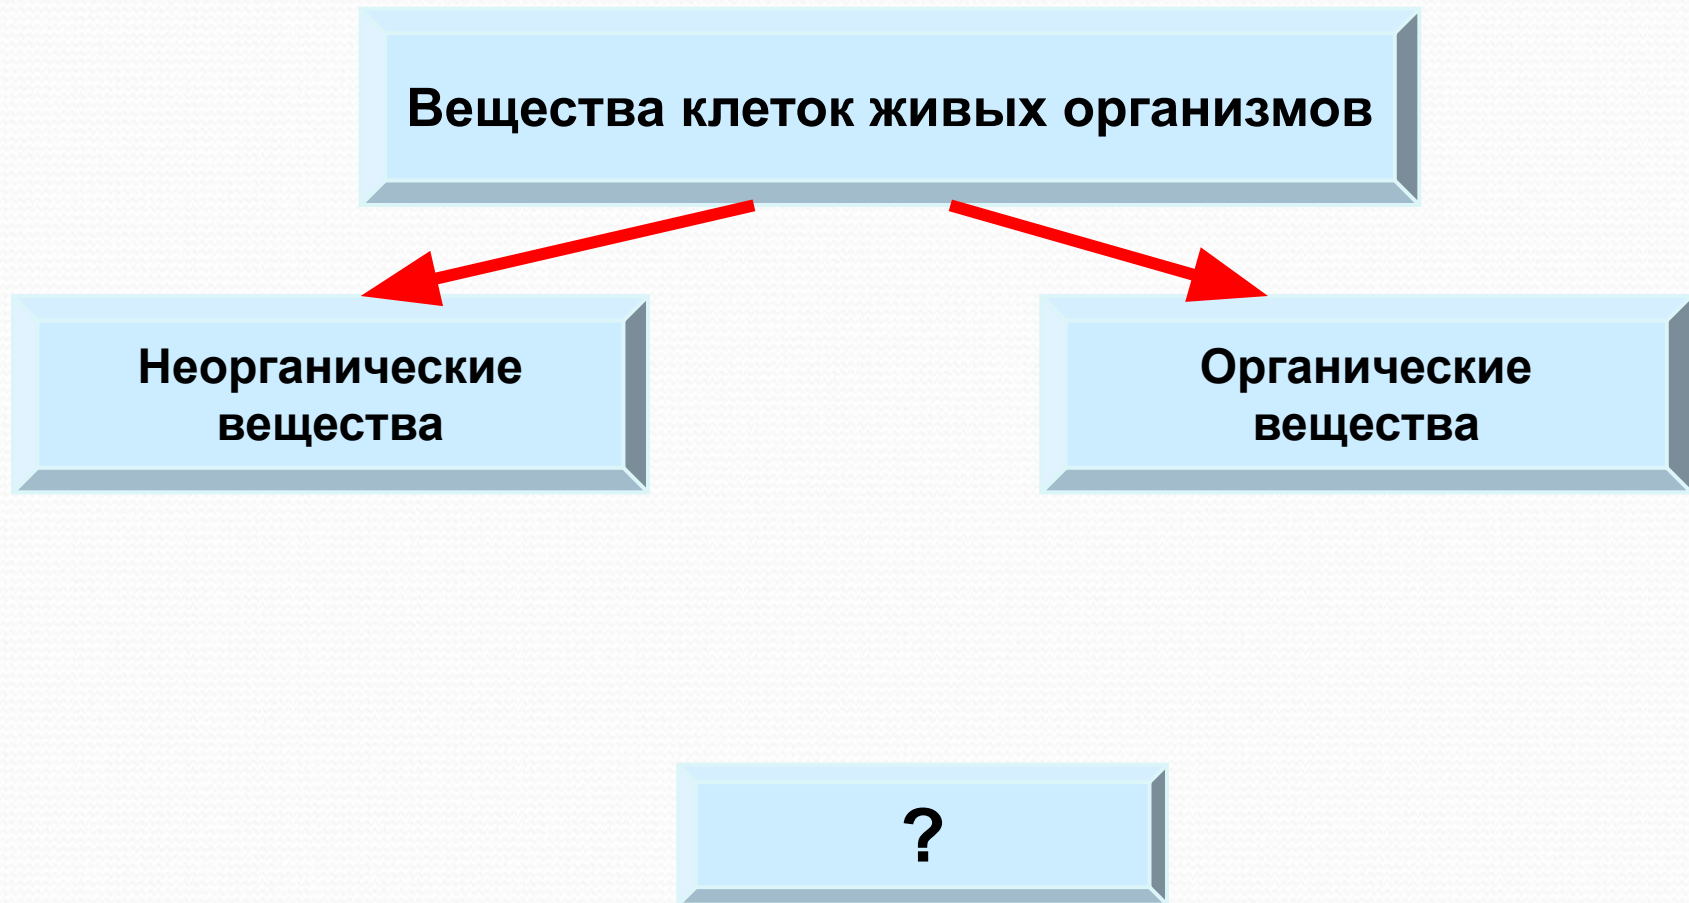 Вещества клеток живых организмов
Неорганические
вещества
Органические
вещества
?